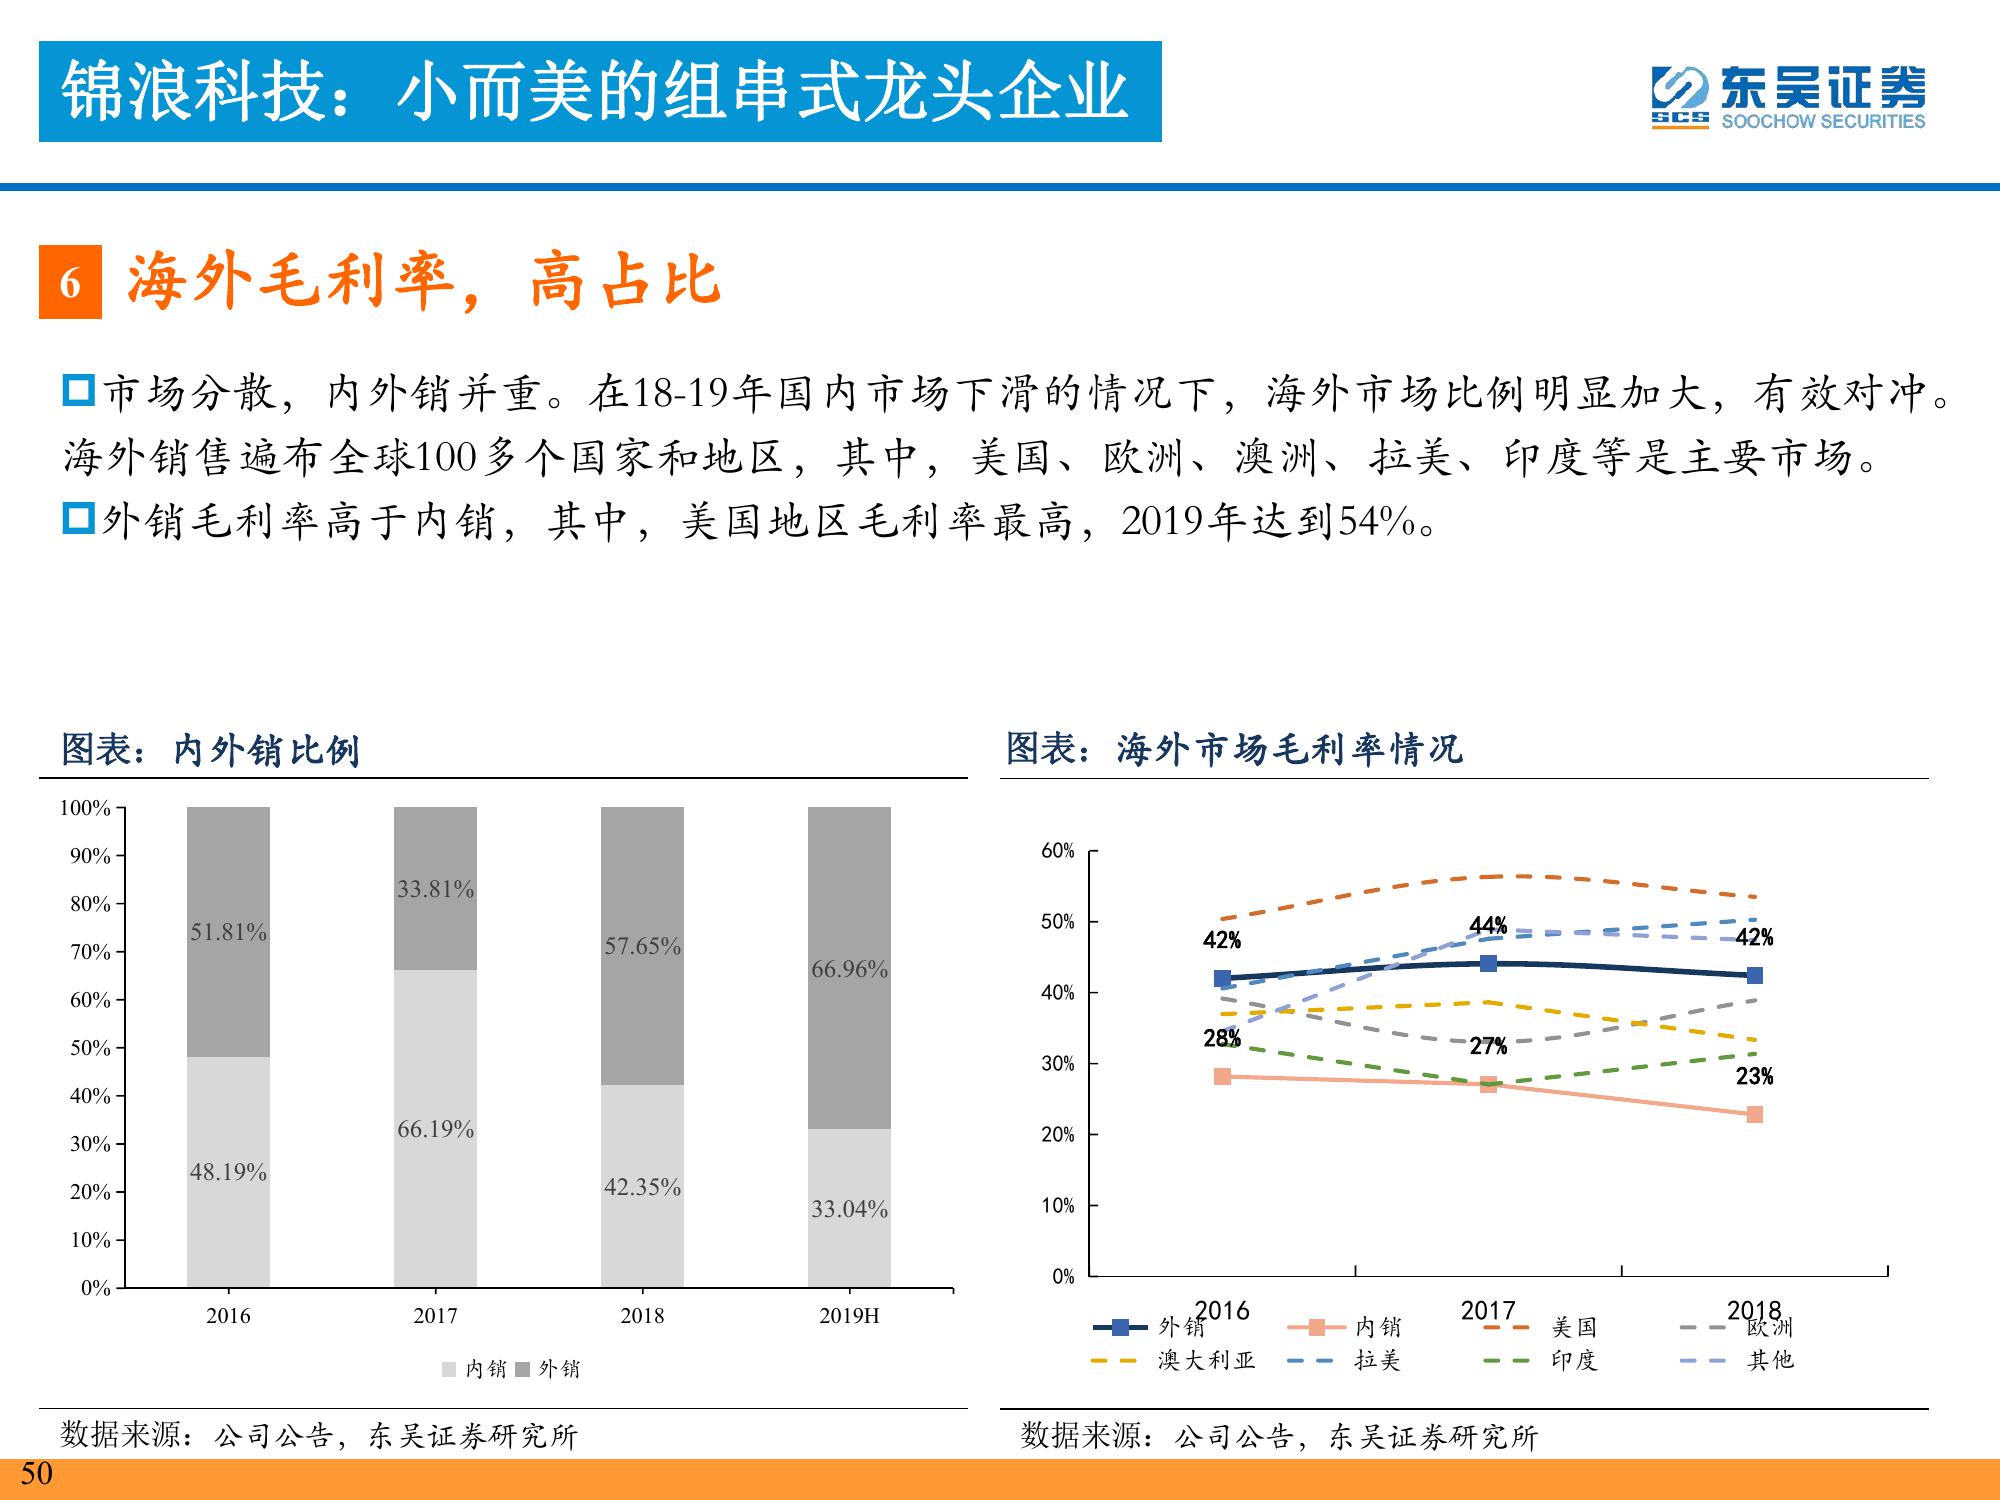 锦浪科技：小而美的组串式龙头企业
东吴证券
SCS SOOCHOW SECURITIES
6 海外毛利率，高占比
市场分散，内外销并重。在18-19年国内市场下滑的情况下，海外市场比例明显加大，有效对冲。
海外销售遍布全球100多个国家和地区，其中，美国、欧洲、澳洲、拉美、印度等是主要市场。
外销毛利率高于内销，其中，美国地区毛利率最高，2019年达到54%。
图表：内外销比例
100%
90%
80%
70%
60%
50%
40%
30%
20%
10%
0%
51.81%
33.81%
57.65%
66.96%
48.19%
66.19%
42.35%
33.04%
2016 2017 2018 2019H
内销 外销
数据来源：公司公告，东吴证券研究所
图表：海外市场毛利率情况
60%
50%
40%
30%
20%
10%
0%
42% 44% 42%
28% 27% 23%
2016 2017 2018
外销 内销 美国 欧洲
澳大利亚 拉美 印度 其他
数据来源：公司公告，东吴证券研究所
50